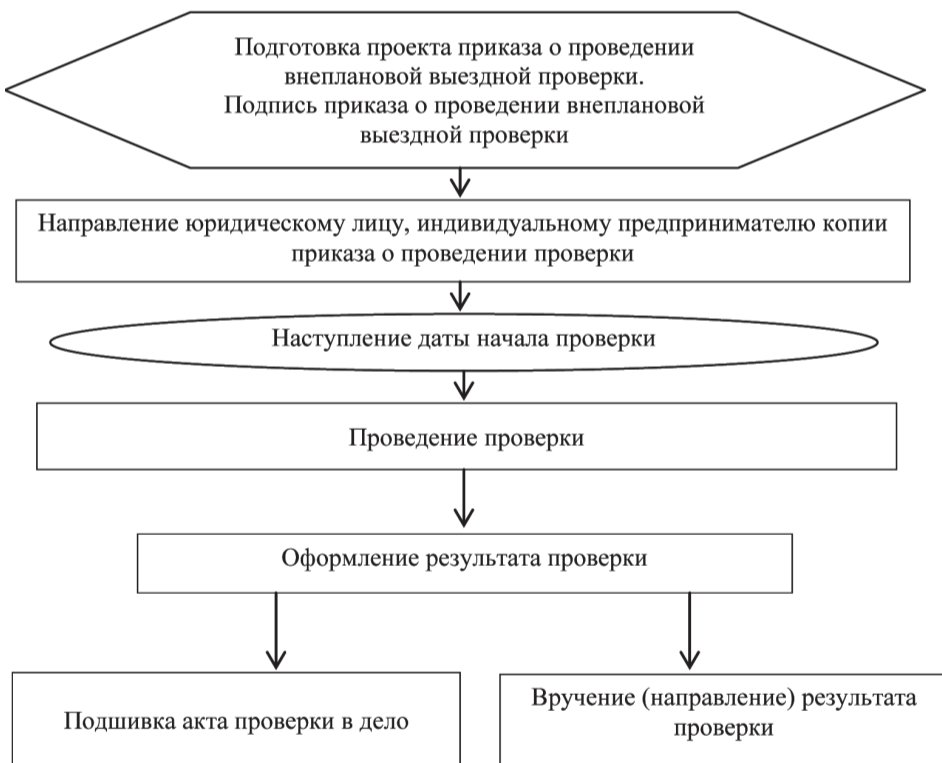 Подготовка проекта приказа о проведении
внеплановой выездной проверки.
Подпись приказа о проведении внеплановой
выездной проверки
Направление юридическому лицу, индивидуальному предпринимателю копии
приказа о проведении проверки
Наступление даты начала проверки
Проведение проверки
Оформление результата проверки
Подшивка акта проверки в дело
Вручение (направление) результата
проверки